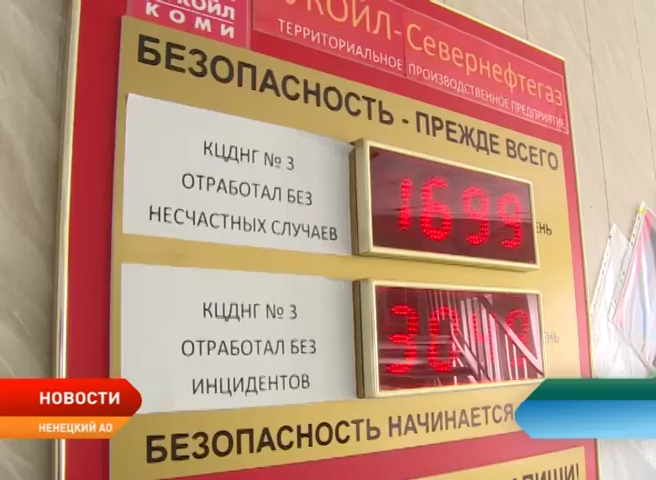 КОМИ
ЛУКОЙЛ-Севернефтегаз
ТЕРРИТОРИАЛЬНОЕ ПРОИЗВОДСТВЕННОЕ ПРЕДПРИЯТИЕ
БЕЗОПАСНОСТЬ - ПРЕЖДЕ ВСЕГО
КЦДНГ № 3
ОТРАБОТАЛ БЕЗ
НЕСЧАСТНЫХ СЛУЧАЕВ
1699
КЦДНГ № 3
ОТРАБОТАЛ БЕЗ
ИНЦИДЕНТОВ
БЕЗОПАСНОСТЬ НАЧИНАЕТСЯ
НОВОСТИ
НЕНЕЦКИЙ АО